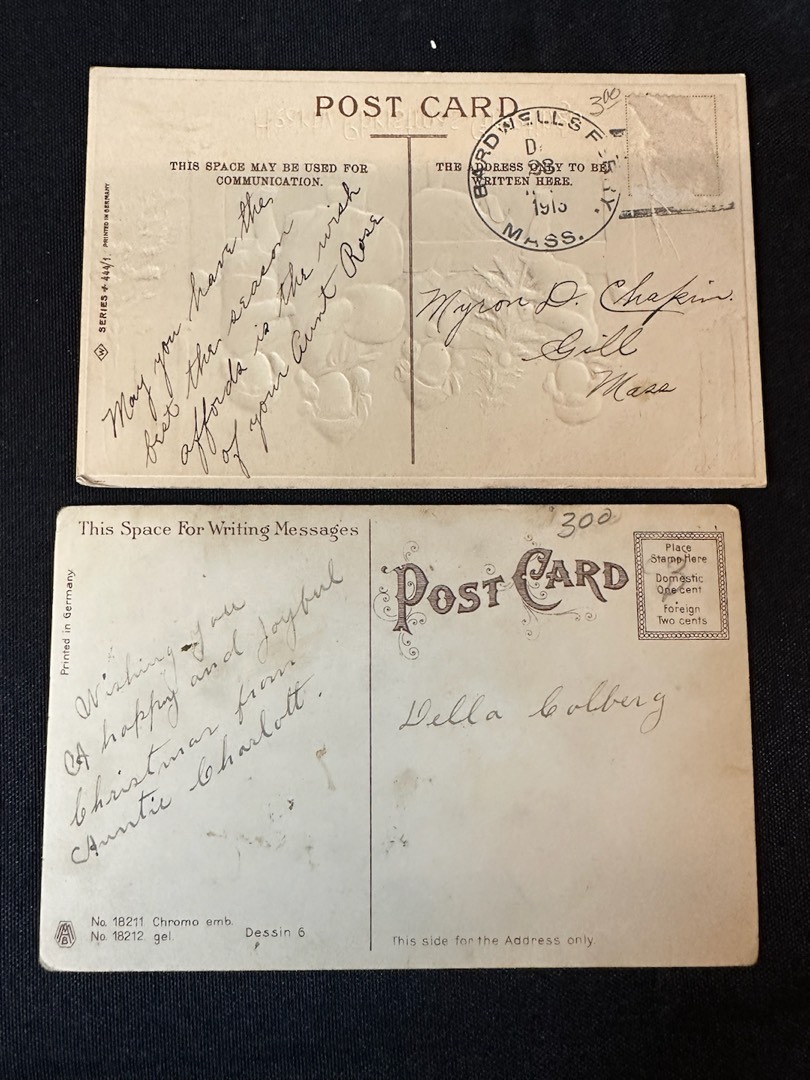 POST CARD
300
THIS SPACE MAY BE USED FOR
COMMUNICATION.
THE ADDRESS ONLY TO BE
WRITTEN HERE.
BARDWELLS F
MASS.
D
23
SERIES 444/1. PRINTED IN GERMANY
W
May you have the
best the season
affords is the wish
of your Aunt Rose
Myron D. Chapin.
Gill
Mass
This Space For Writing Messages
300
POST CARD
Place
Stamp Here
Domestic
One cent
Foreign
Two cents
Printed in Germany.
Wishing you
A happy and Joyful
Christmas from
Auntie Charlott.
Della Colberg
No. 18211 Chromo emb.
No. 18212. gel.
Dessin 6
This side for the Address only